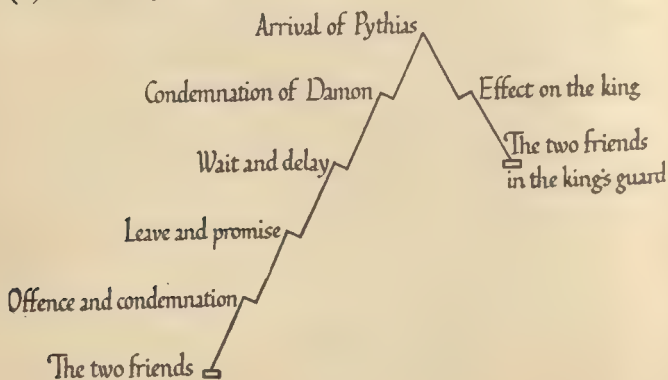 Arrival of Pythias
Condemnation of Damon
Effect on the king
Wait and delay
The two friends
in the king's guard
Leave and promise
Offence and condemnation
The two friends